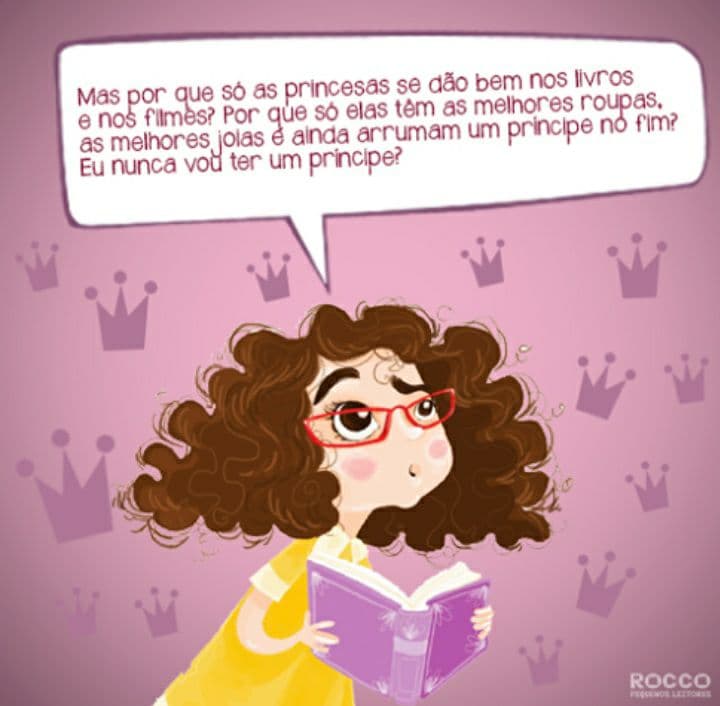 Mas por que só as princesas se dão bem nos livros
e nos filmes? Por que só elas têm as melhores roupas,
as melhores joias e ainda arrumam um príncipe no fim?
Eu nunca vou ter um príncipe?
ROCCO
PEQUENOS LEITORES